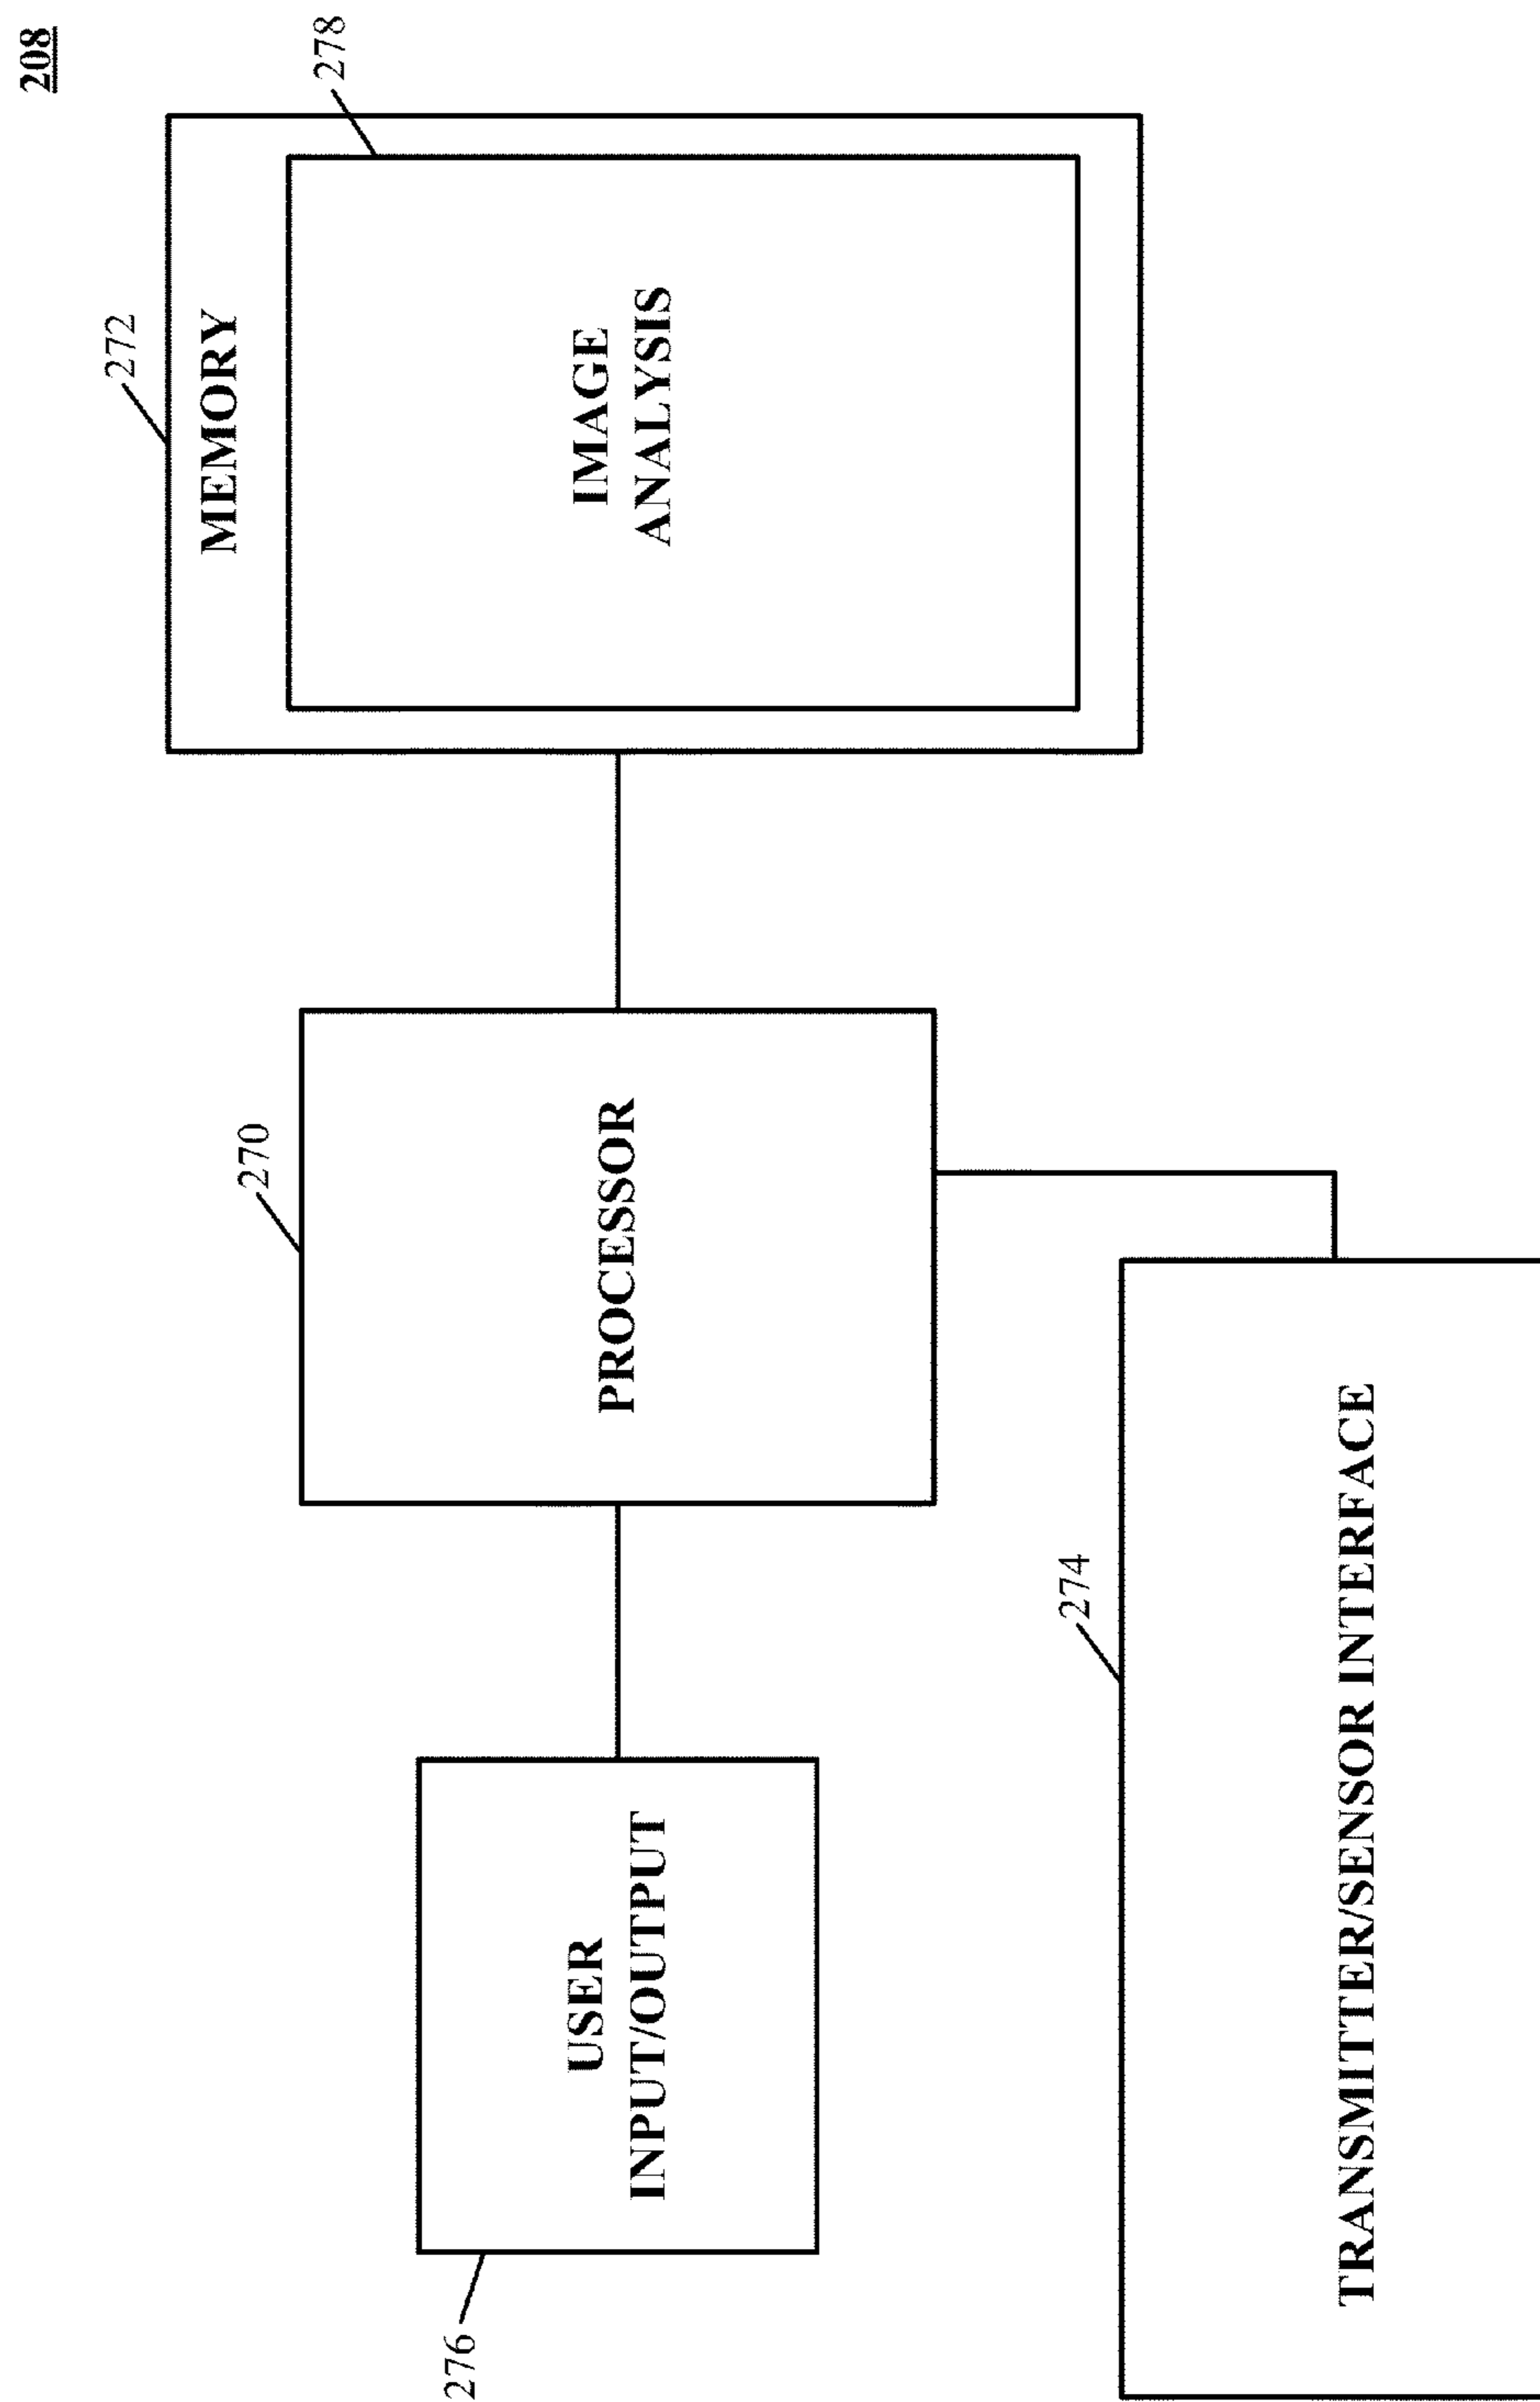 208
272
MEMORY
278
IMAGE
ANALYSIS
270
PROCESSOR
276
USER
INPUT/OUTPUT
274
TRANSMITTER/SENSOR INTERFACE